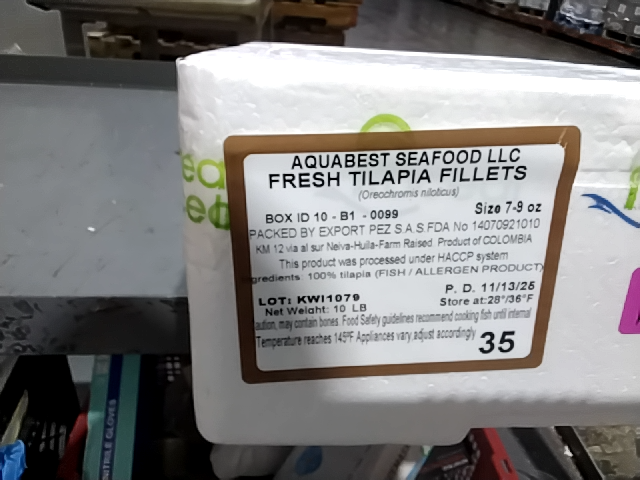 AQUABEST SEAFOOD LLC
FRESH TILAPIA FILLETS
(Oreochromis niloticus)
Size 7-9 oz
BOX ID 10 - B1 - 0099
PACKED BY EXPORT PEZ S.A.S.FDA No 14070921010
KM 12 via al sur Neiva-Huila-Farm Raised. Product of COLOMBIA
This product was processed under HACCP system
gredients: 100% tilapia (FISH / ALLERGEN PRODUCT)
P. D. 11/13/25
LOT: KWI1079
Store at:28°/36°F
Net Weight: 10 LB
aution, may contain bones. Food Safety guidelines recommend cooking fish until internal
Temperature reaches 145ºF Appliances vary,adjust accordingly
35
NITRILE GLOVES